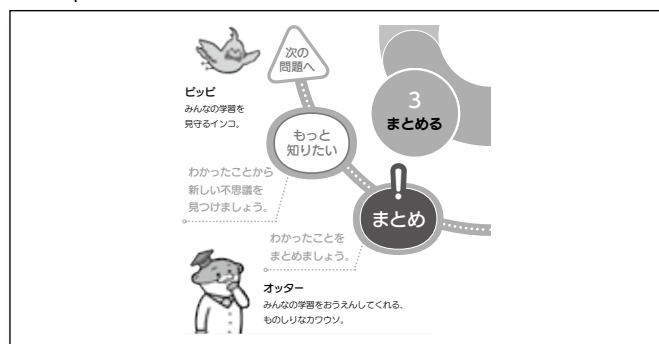 次の
問題へ
ピッピ
みんなの学習を
見守るインコ。
3
まとめる
もっと
知りたい
わかったことから
新しい不思議を
見つけましょう。
まとめ
わかったことを
まとめましょう。
オッター
みんなの学習をおうえんしてくれる、
ものしりなカワウソ。